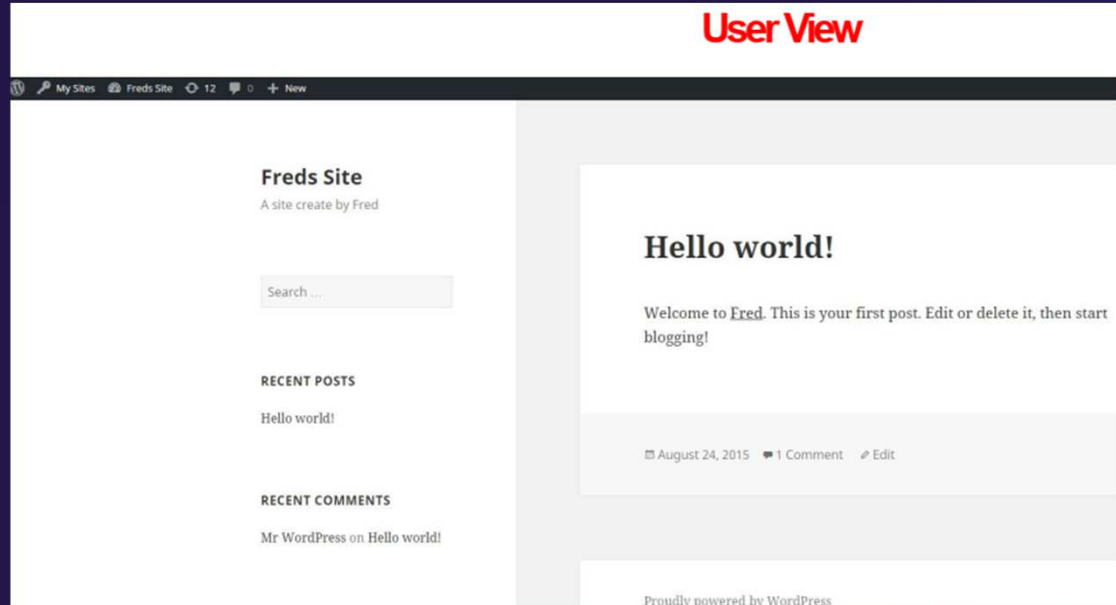 User View
My Sites Freds Site 12 0 New
Freds Site
A site create by Fred
Search ...
RECENT POSTS
Hello world!
RECENT COMMENTS
Mr WordPress on Hello world!
Hello world!
Welcome to Fred. This is your first post. Edit or delete it, then start
blogging!
August 24, 2015 1 Comment Edit
Proudly powered by WordPress